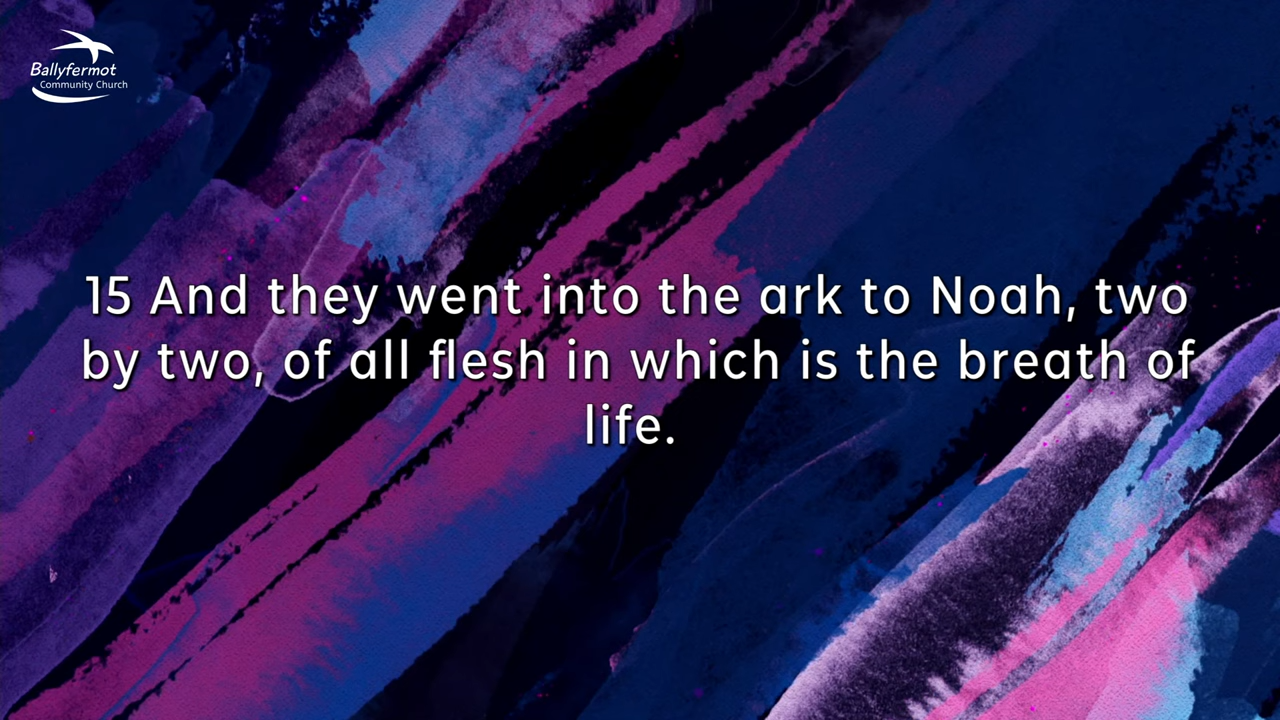 Ballyfermot
Community Church
15 And they went into the ark to Noah, two
by two, of all flesh in which is the breath of
life.